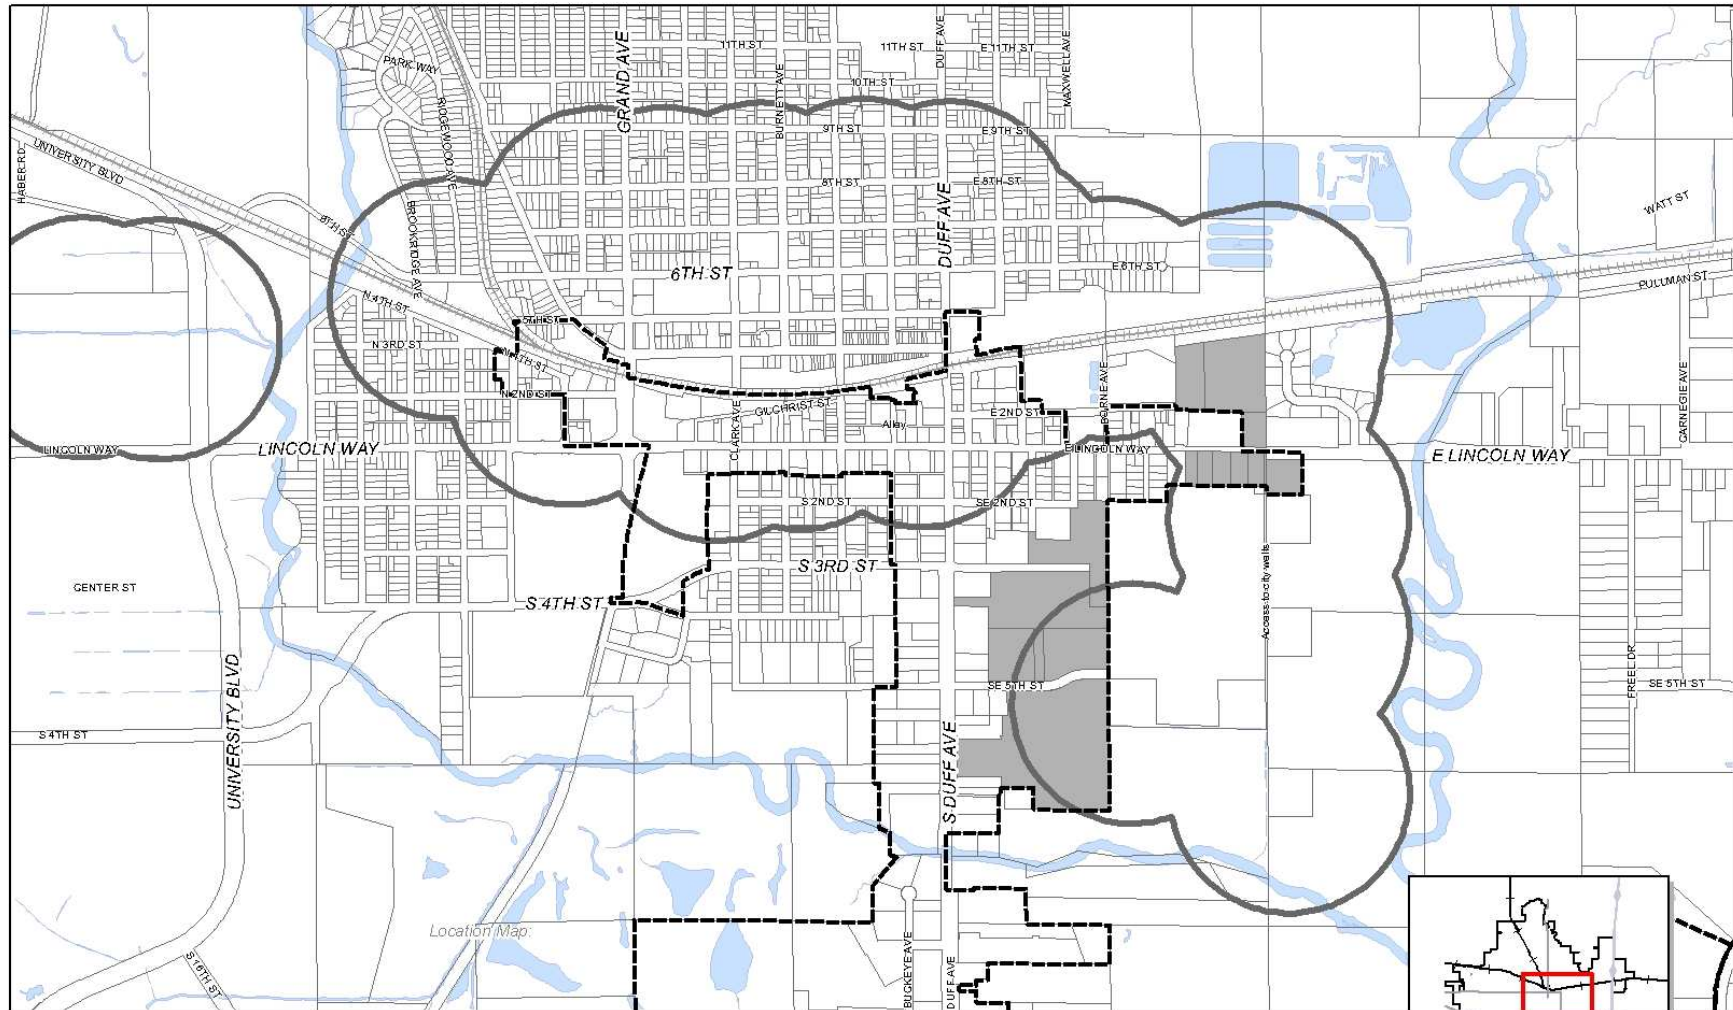 11TH ST
11TH ST
E 11TH ST
DUFF AVE
MAXWELL AVE
GRAND AVE
BURNETT AVE
PARK WAY
10TH ST
RIDGEWOOD AVE
9TH ST
E 9TH ST
UNIVERSITY BLVD
HABER RD
8TH ST
E 8TH ST
DUFF AVE
BROOKRIDGE AVE
8TH ST
WATT ST
6TH ST
E 6TH ST
PULLMAN ST
N 4TH ST
5TH ST
N 3RD ST
N 4TH ST
N 2ND ST
GILCHRIST ST
CLARK AVE
Alley
E 2ND ST
BORNE AVE
CARNEGIE AVE
LINCOLN WAY
LINCOLN WAY
E LINCOLN WAY
E LINCOLN WAY
S 2ND ST
SE 2ND ST
S 3RD ST
CENTER ST
S 4TH ST
Access to city wells
UNIVERSITY BLVD
SE 5TH ST
FREEL DR
SE 5TH ST
S 4TH ST
S DUFF AVE
Location Map:
S 16TH ST
BUCKEYE AVE
DUFF AVE